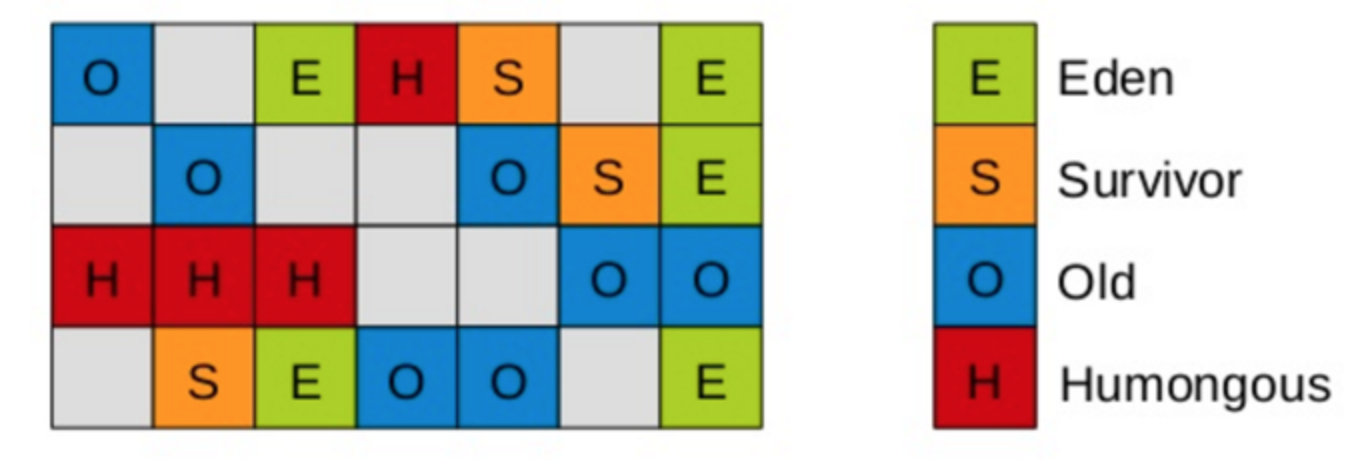 O E H S E
O O S E
H H H O O
S E O O E
E Eden
S Survivor
O Old
H Humongous